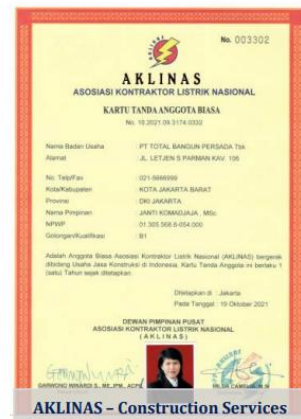 No. 003302
AKLINAS
ASOSIASI KONTRAKTOR LISTRIK NASIONAL
KARTU TANDA ANGGOTA BIASA
Nama Badan Usaha : PT TOTAL BANGUN PERSADA Tbk
Alamat : JL. LETJEN S PARMAN KAV. 106
No. Telp/Fax : 021-5666999
Kota/Kabupaten : KOTA JAKARTA BARAT
Provinsi : DKI JAKARTA
Nama Pimpinan : JANTI KOMADJAJA , MSc.
NPWP
Golongan/Kualifikasi : B1
Adalah Anggota Biasa Asosiasi Kontraktor Listrik Nasional (AKLINAS) bergerak
dibidang Usaha Jasa Konstruksi di Indonesia. Kartu Tanda Anggota ini berlaku 1
(satu) Tahun sejak ditetapkan.
Ditetapkan di : Jakarta
Pada Tanggal : 19 Oktober 2021
DEWAN PIMPINAN PUSAT
ASOSIASI KONTRAKTOR LISTRIK NASIONAL
( AKLINAS )
AKLINAS – Construction Services